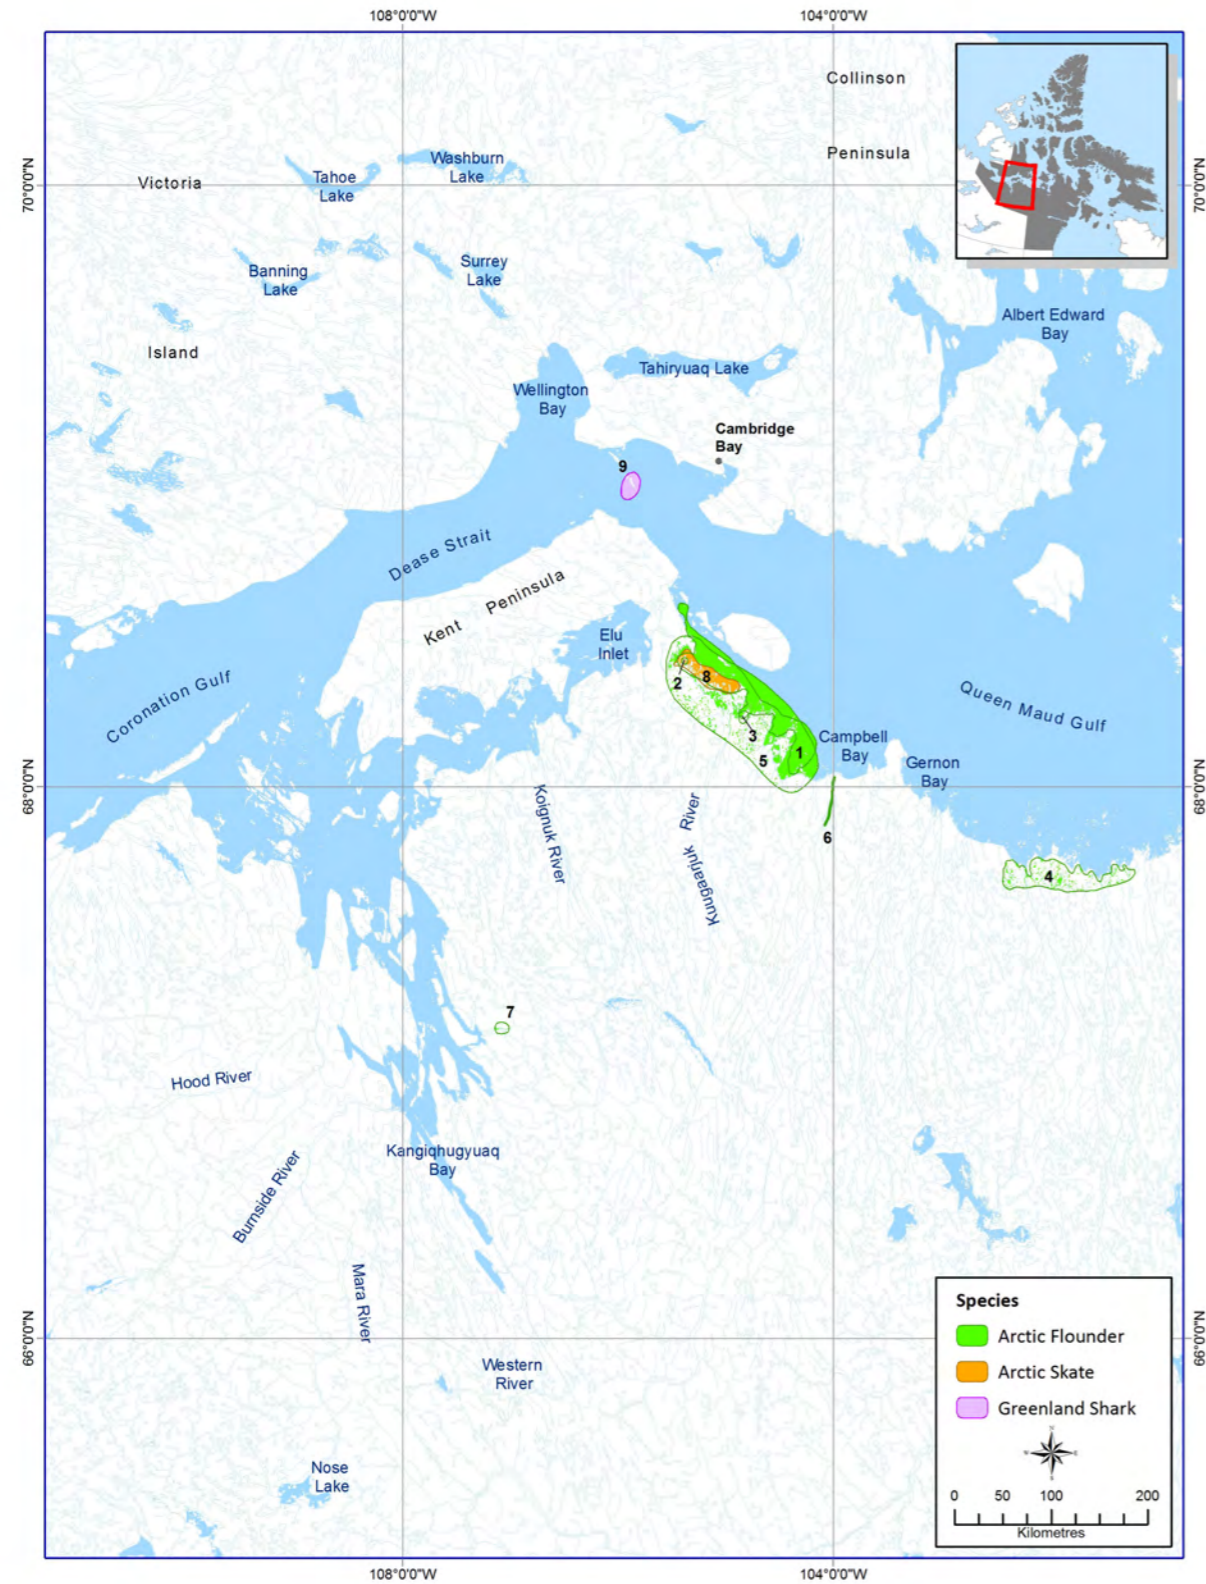 108°0'0"W
104°0'0"W
Collinson
Peninsula
70°0'0"N
70°0'0"N
Victoria
Tahoe
Lake
Washburn
Lake
Banning
Lake
Surrey
Lake
Island
Albert Edward
Bay
Tahiryuaq Lake
Wellington
Bay
Cambridge
Bay
9
Dease Strait
Kent Peninsula
Elu
Inlet
Coronation Gulf
Queen Maud Gulf
2
8
3
5
1
Campbell
Bay
Gernon
Bay
68°0'0"N
68°0'0"N
Koignuk River
Kuugaarjuk River
6
4
7
Hood River
Kangiqhugyuaq
Bay
Burnside River
Mara River
66°0'0"N
66°0'0"N
Western
River
Nose
Lake
Species
Arctic Flounder
Arctic Skate
Greenland Shark
N
E
S
W
0 50 100 200
Kilometres
108°0'0"W
104°0'0"W